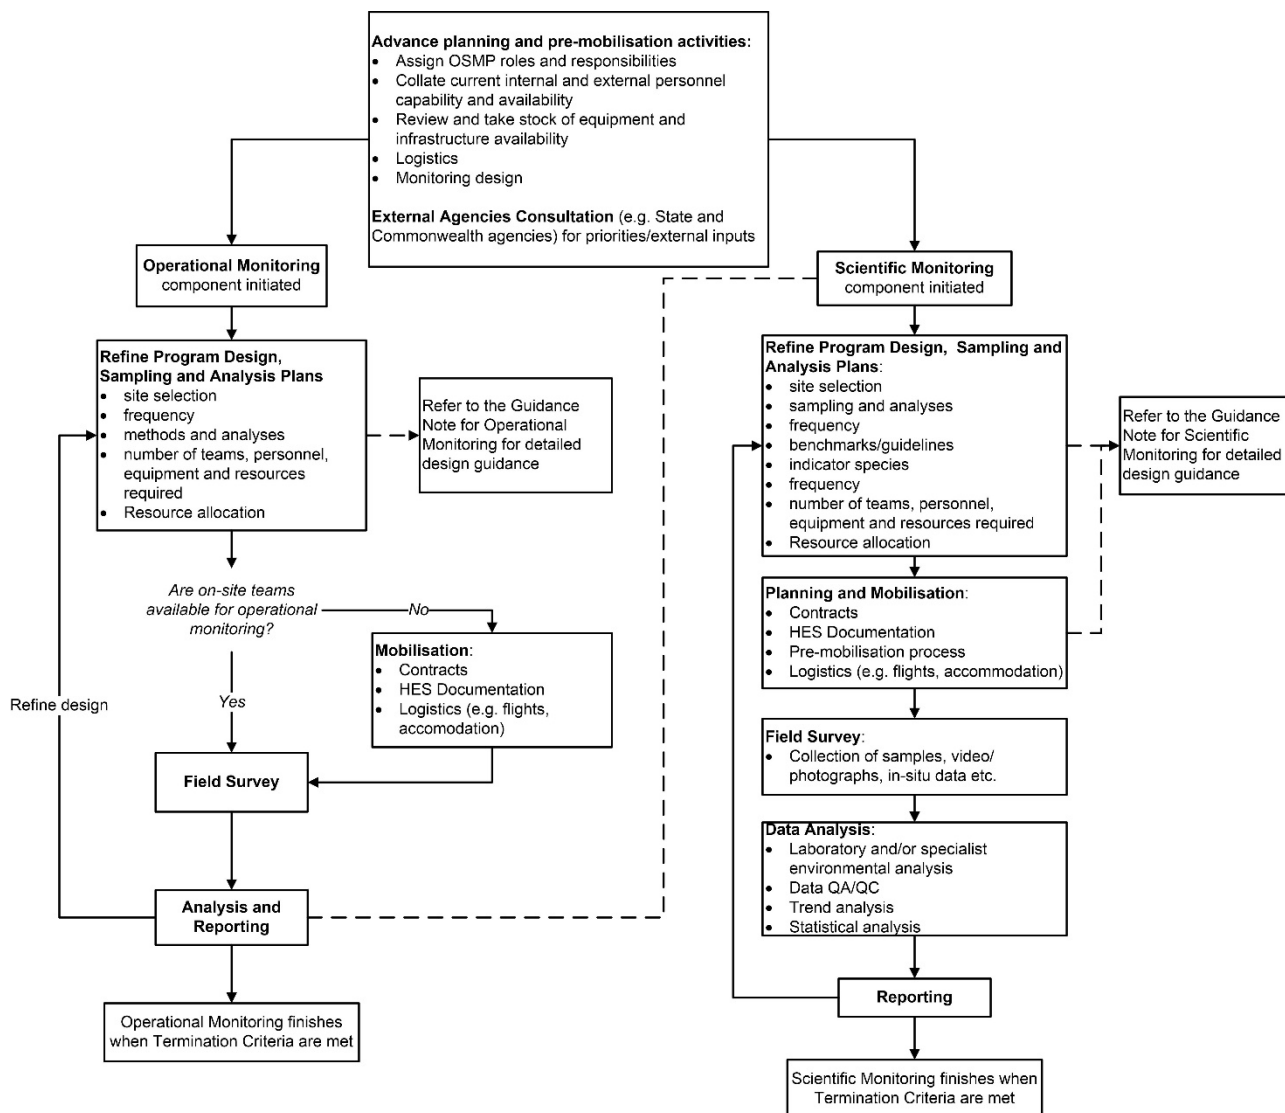 Advance planning and pre-mobilisation activities:
• Assign OSMP roles and responsibilities
• Collate current internal and external personnel
capability and availability
• Review and take stock of equipment and
infrastructure availability
• Logistics
• Monitoring design
External Agencies Consultation (e.g. State and
Commonwealth agencies) for priorities/external inputs
Operational Monitoring
component initiated
Refine Program Design,
Sampling and Analysis Plans
• site selection
• frequency
• methods and analyses
• number of teams, personnel,
equipment and resources
required
• Resource allocation
Refer to the Guidance
Note for Operational
Monitoring for detailed
design guidance
Are on-site teams
available for operational
monitoring?
No
Mobilisation:
• Contracts
• HES Documentation
• Logistics (e.g. flights,
accomodation)
Yes
Refine design
Field Survey
Analysis and
Reporting
Operational Monitoring finishes
when Termination Criteria are met
Scientific Monitoring
component initiated
Refine Program Design, Sampling and
Analysis Plans:
• site selection
• sampling and analyses
• frequency
• benchmarks/guidelines
• indicator species
• frequency
• number of teams, personnel,
equipment and resources required
• Resource allocation
Refer to the Guidance
Note for Scientific
Monitoring for detailed
design guidance
Planning and Mobilisation:
• Contracts
• HES Documentation
• Pre-mobilisation process
• Logistics (e.g. flights, accommodation)
Field Survey:
• Collection of samples, video/
photographs, in-situ data etc.
Data Analysis:
• Laboratory and/or specialist
environmental analysis
• Data QA/QC
• Trend analysis
• Statistical analysis
Reporting
Scientific Monitoring finishes when
Termination Criteria are met